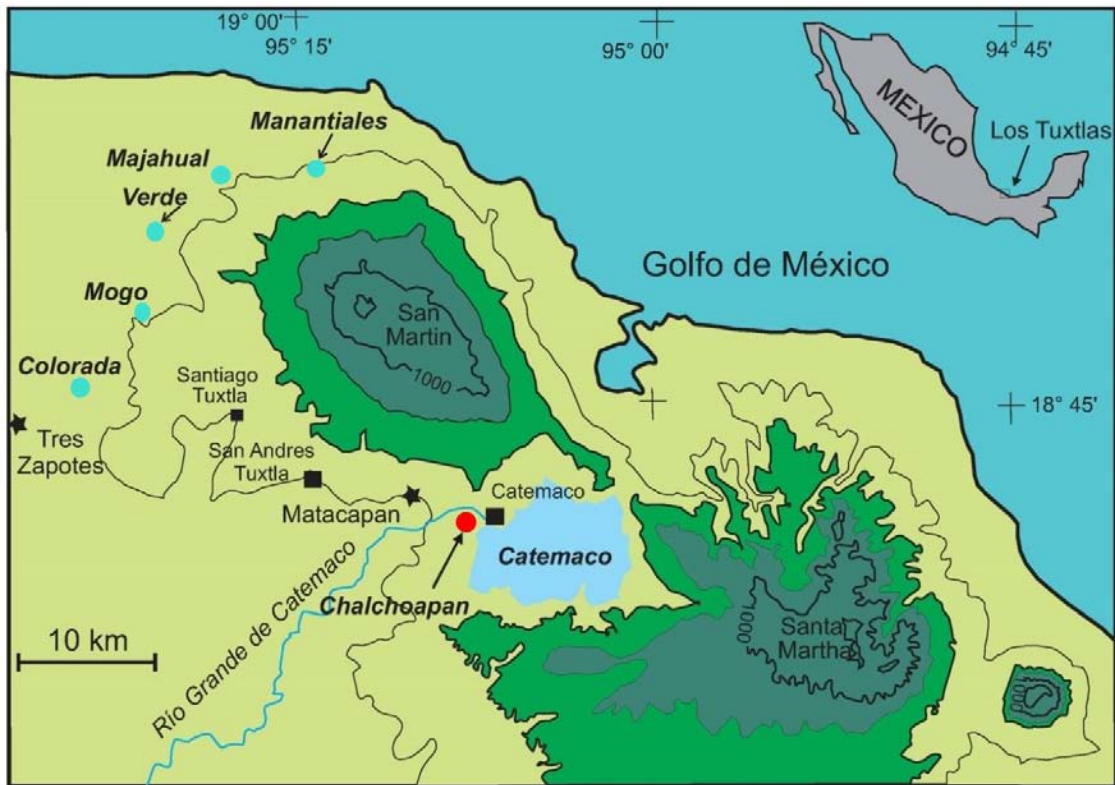 19° 00'
95° 15'
95° 00'
94° 45'
MEXICO
Los Tuxtlas
Manantiales
Majahual
Verde
Golfo de México
Mogo
San
Martin
1000
Colorada
Santiago
Tuxtla
18° 45'
Tres
Zapotes
San Andres
Tuxtla
Matacapan
Catemaco
Catemaco
Chalchoapan
Río Grande de Catemaco
10 km
1000
Santa
Martha